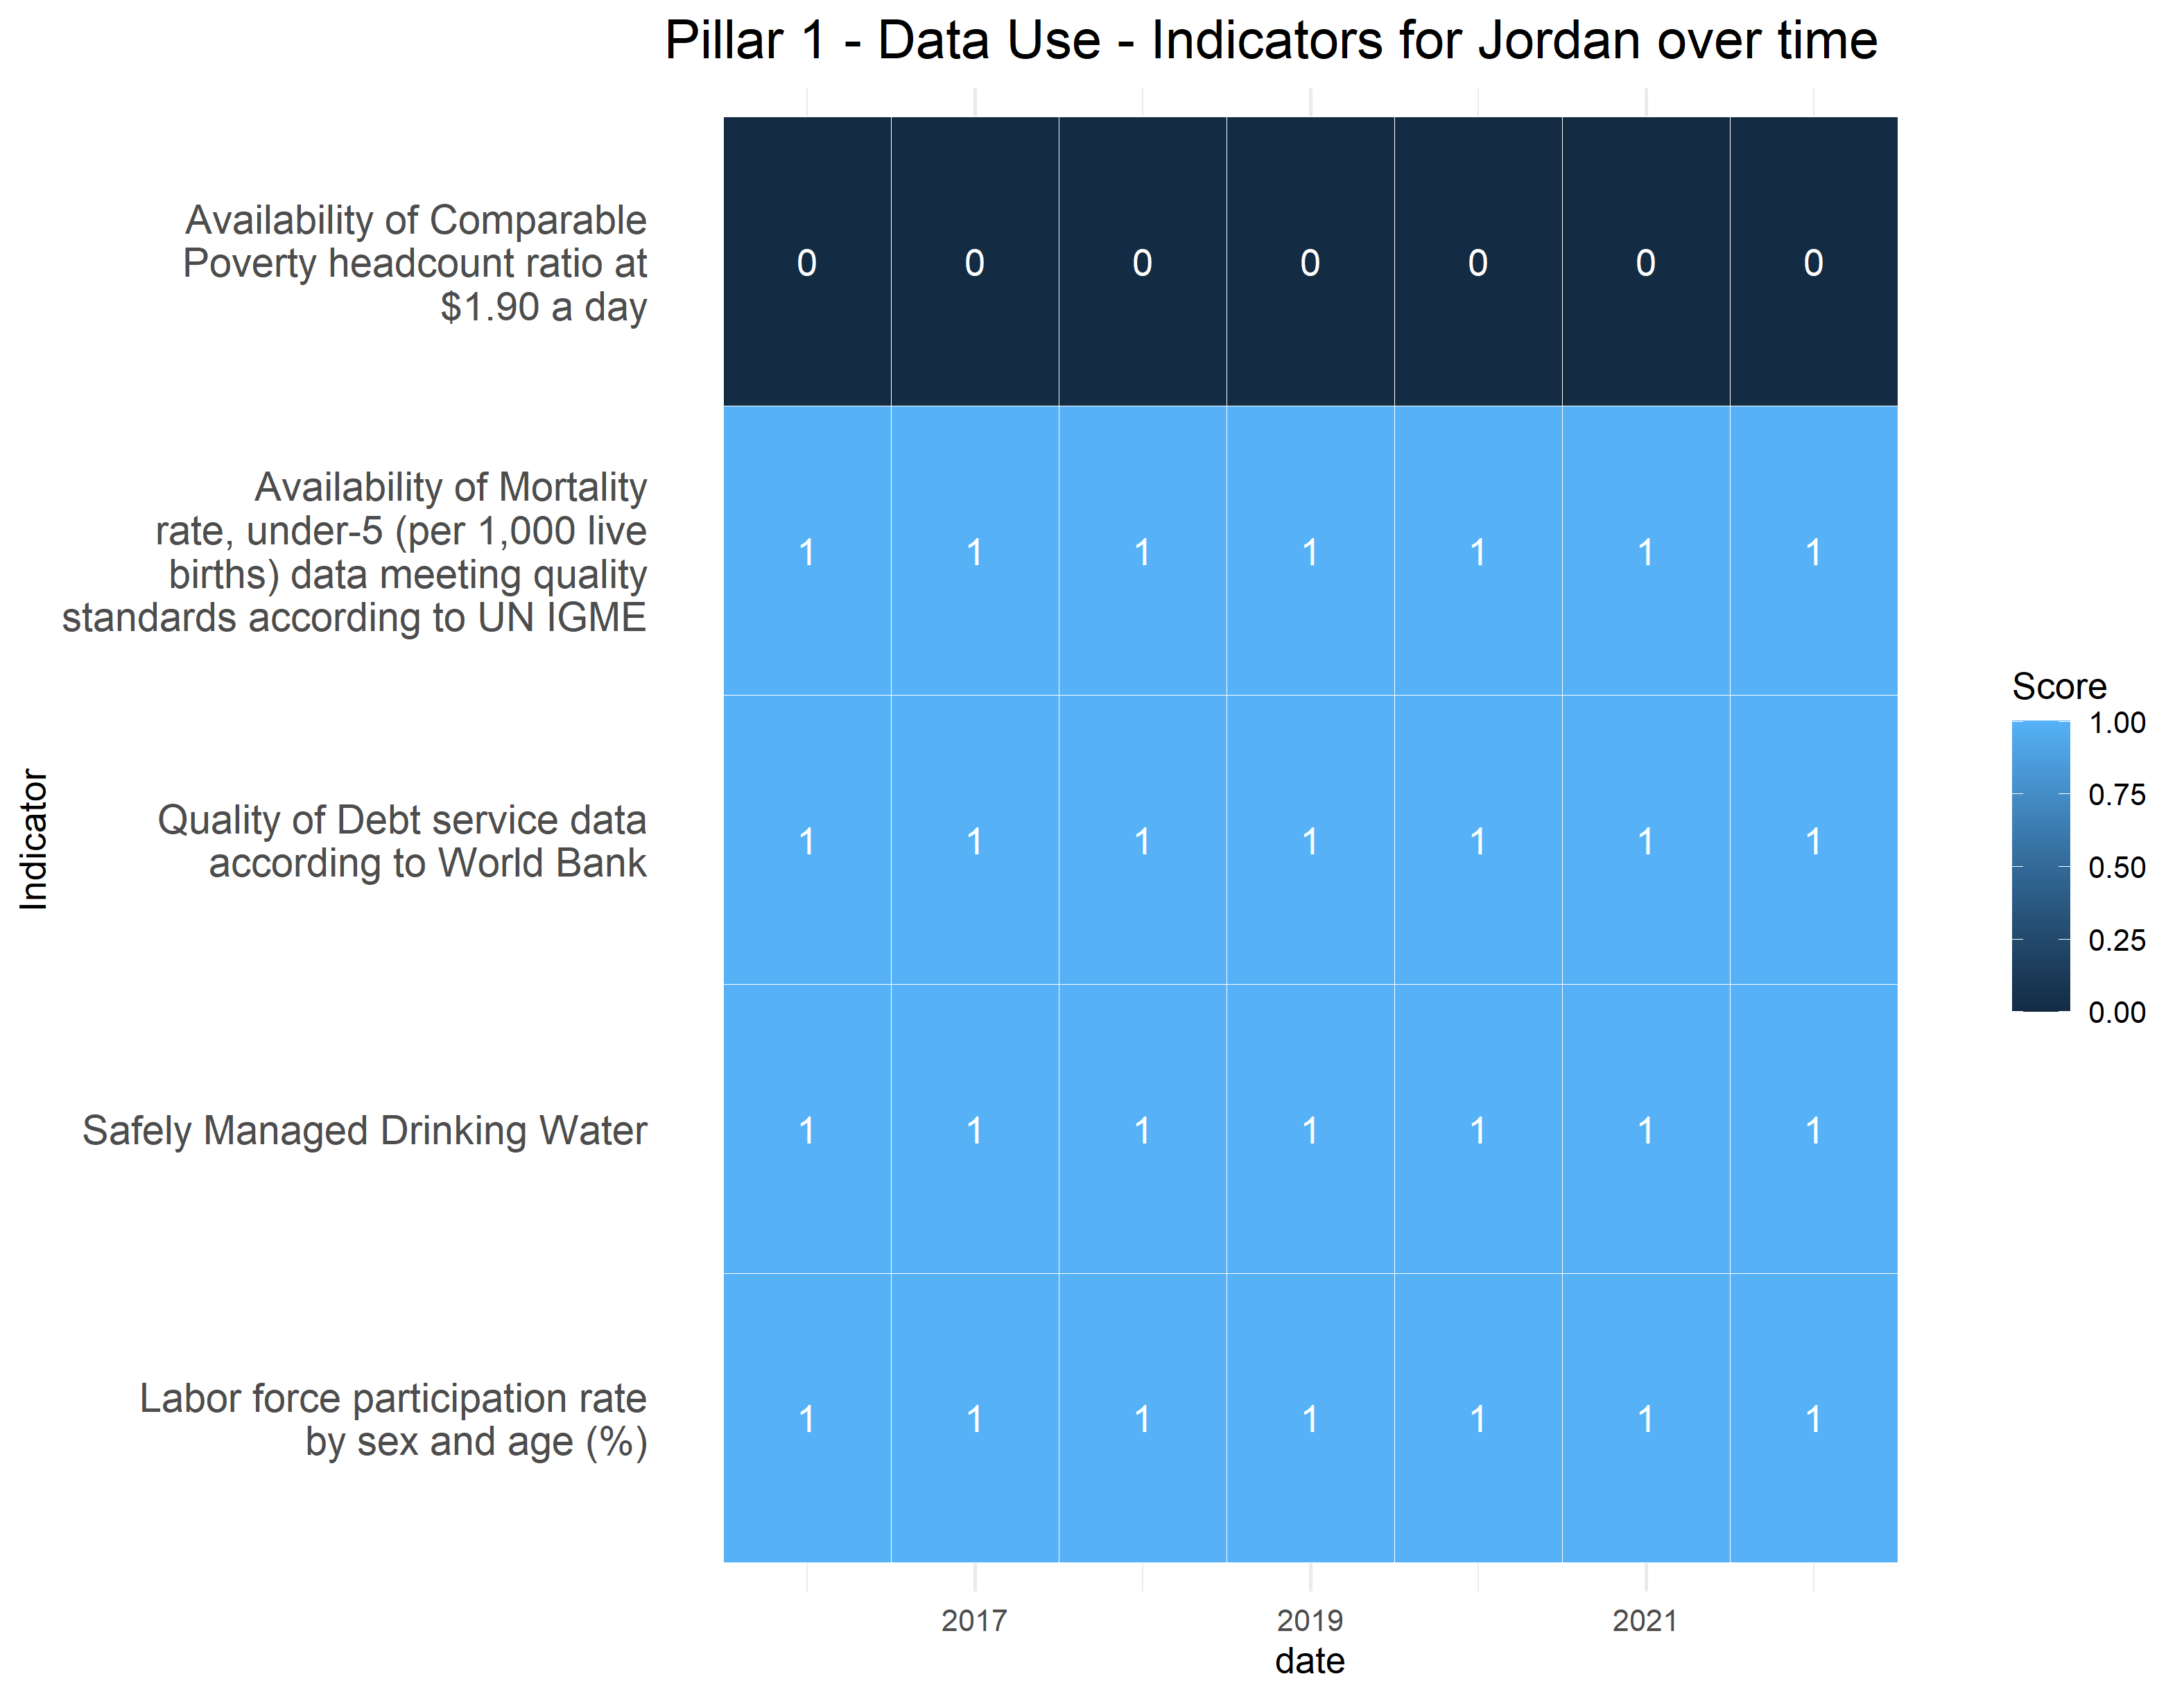 Pillar 1 - Data Use - Indicators for Jordan over time
Indicator
Availability of Comparable
Poverty headcount ratio at
$1.90 a day
0 0 0 0 0 0 0
Availability of Mortality
rate, under-5 (per 1,000 live
births) data meeting quality
standards according to UN IGME
1 1 1 1 1 1 1
Quality of Debt service data
according to World Bank
1 1 1 1 1 1 1
Safely Managed Drinking Water
1 1 1 1 1 1 1
Labor force participation rate
by sex and age (%)
1 1 1 1 1 1 1
2017 2019 2021
date
Score
1.00
0.75
0.50
0.25
0.00